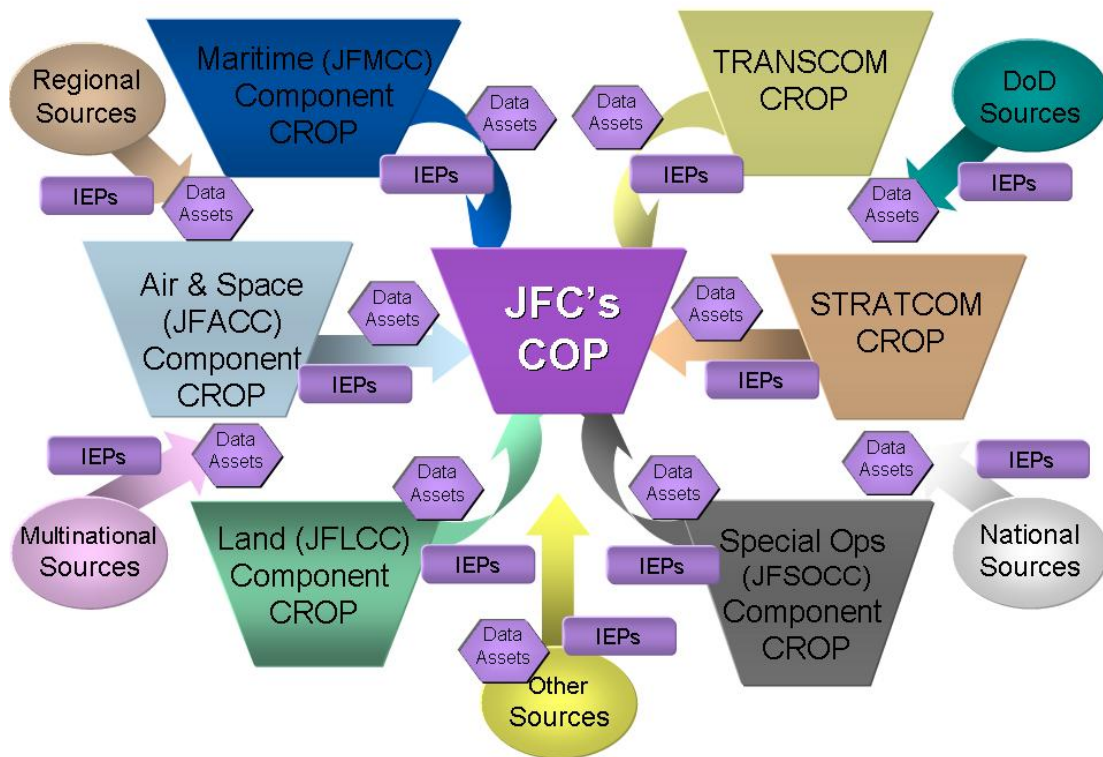 Regional
Sources
IEPs
Data
Assets
Maritime (JFMCC)
Component
CROP
Data
Assets
IEPs
TRANSCOM
CROP
Data
Assets
IEPs
DoD
Sources
IEPs
Data
Assets
Air & Space
(JFACC)
Component
CROP
Data
Assets
IEPs
JFC's
COP
Data
Assets
IEPs
STRATCOM
CROP
IEPs
Data
Assets
Multinational
Sources
Land (JFLCC)
Component
CROP
Data
Assets
IEPs
Data
Assets
IEPs
Other
Sources
Data
Assets
IEPs
Special Ops
(JFSOCC)
Component
CROP
Data
Assets
IEPs
National
Sources